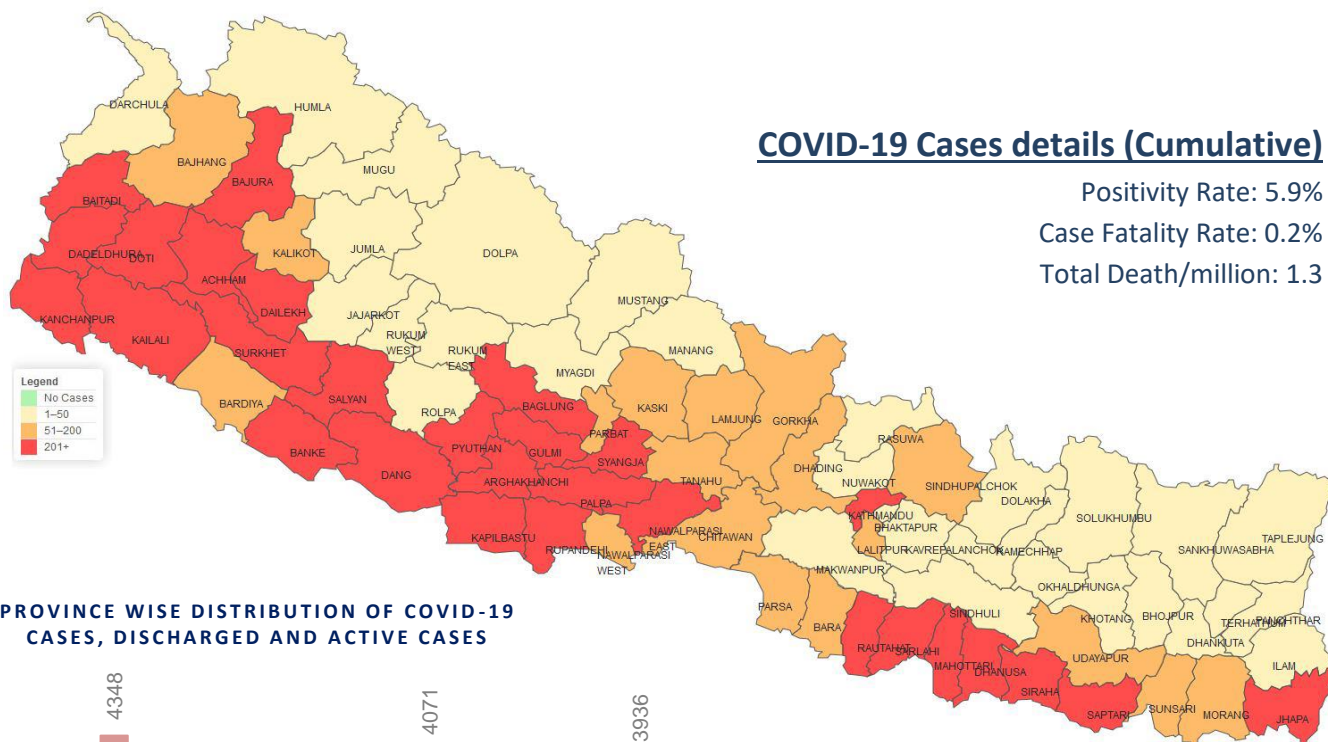 COVID-19 Cases details (Cumulative)
Positivity Rate: 5.9%
Case Fatality Rate: 0.2%
Total Death/million: 1.3
DARCHULA
HUMLA
BAJHANG
BAJURA
MUGU
BAITADI
DADELDHURA
DOTI
KALIKOT
JUMLA
DOLPA
ACHHAM
MUSTANG
KANCHANPUR
DAILEKH
JAJARKOT
KAILALI
RUKUM
WEST
SURKHET
RUKUM
EAST
MANANG
MYAGDI
Legend
No Cases
1–50
51–200
201+
BARDIYA
SALYAN
ROLPA
BAGLUNG
KASKI
LAMJUNG
GORKHA
PARBAT
BANKE
PYUTHAN
GULMI
SYANGJA
RASUWA
DANG
ARGHAKHANCHI
TANAHU
DHADING
NUWAKOT
SINDHUPALCHOK
DOLAKHA
PALPA
KATHMANDU
BHAKTAPUR
SOLUKHUMBU
TAPLEJUNG
KAPILBASTU
RUPANDEHI
NAWALPARASI
EAST
NAWALPARASI
WEST
CHITAWAN
LALITPUR
KAVREPALANCHOK
RAMECHHAP
SANKHUWASABHA
MAKWANPUR
OKHALDHUNGA
PARSA
BARA
SINDHULI
KHOTANG
BHOJPUR
TERHATHUM
PANCHTHAR
DHANKUTA
RAUTAHAT
SARLAHI
MAHOTTARI
DHANUSA
UDAYAPUR
ILAM
SIRAHA
SAPTARI
SUNSARI
MORANG
JHAPA
PROVINCE WISE DISTRIBUTION OF COVID-19
CASES, DISCHARGED AND ACTIVE CASES
4348
4071
3936